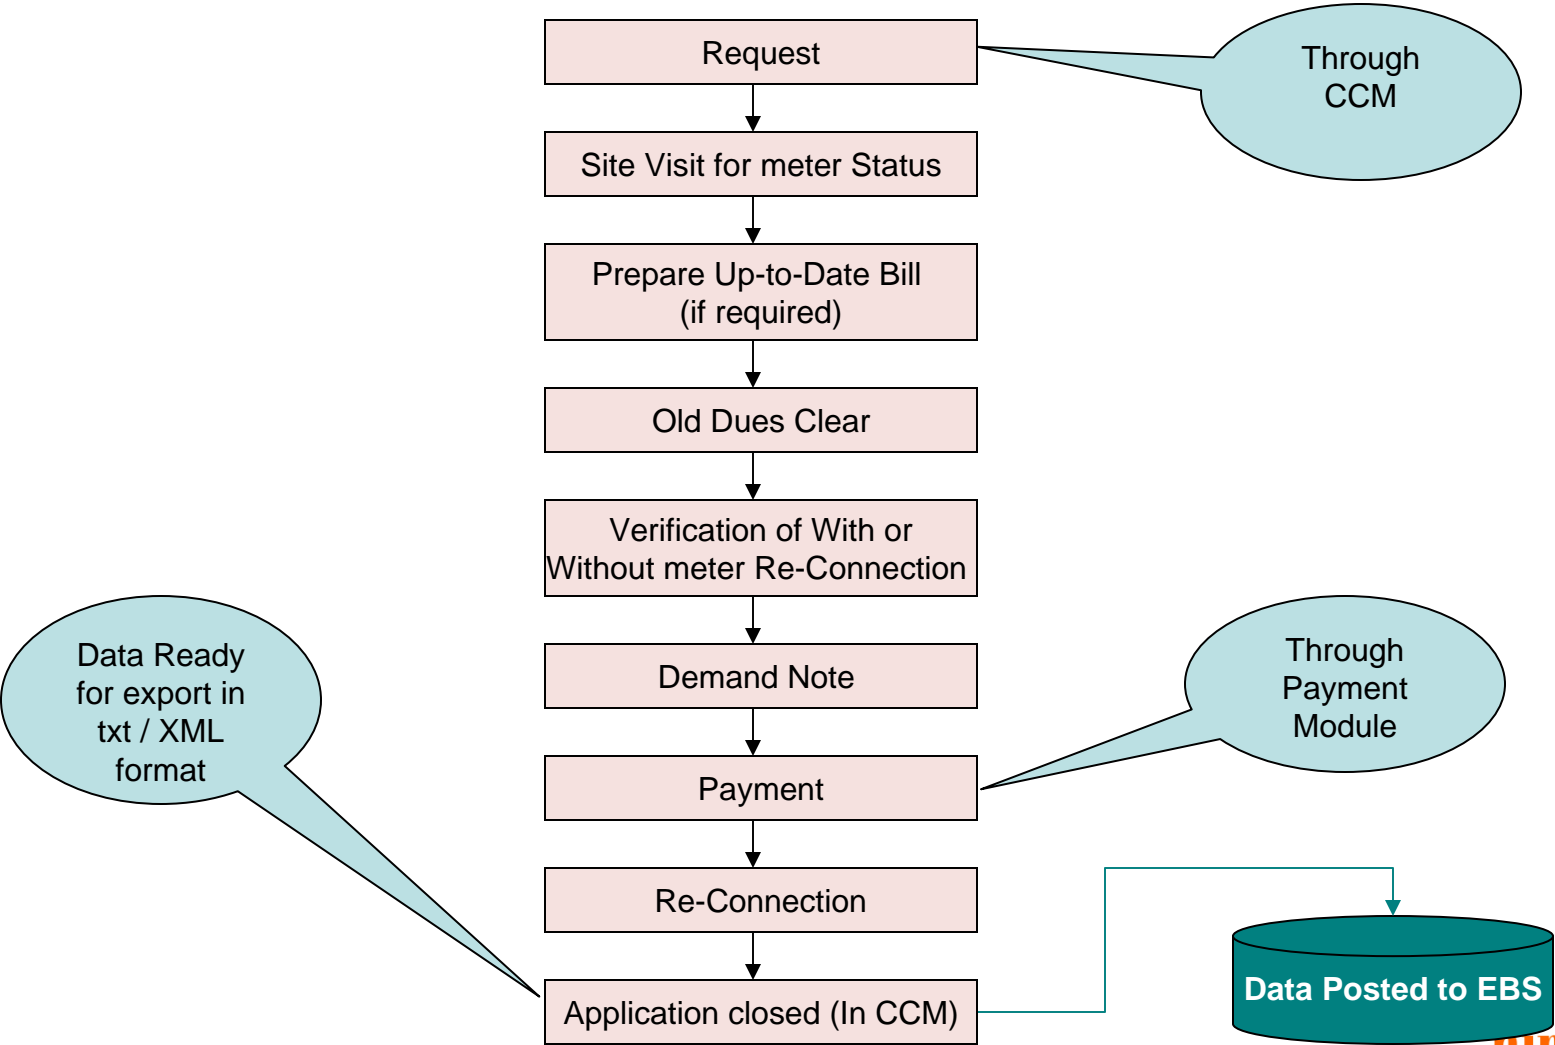 Request
Through
CCM
Site Visit for meter Status
Prepare Up-to-Date Bill
(if required)
Old Dues Clear
Verification of With or
Without meter Re-Connection
Data Ready
for export in
txt / XML
format
Demand Note
Through
Payment
Module
Payment
Re-Connection
Application closed (In CCM)
Data Posted to EBS